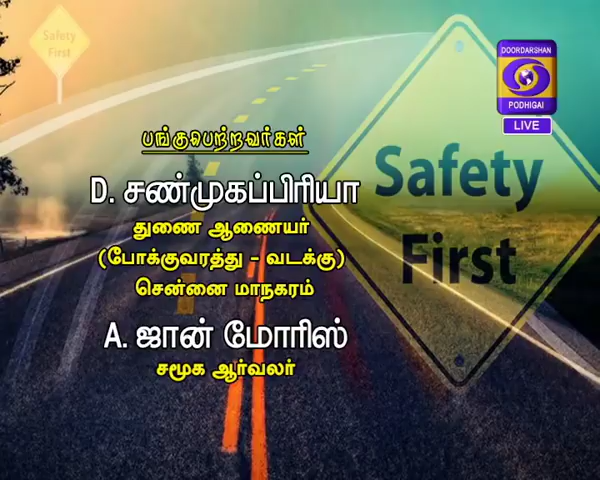 Safety
First
DOORDARSHAN
PODHIGAI
LIVE
பங்குபெற்றவர்கள்
D. சண்முகப்பிரியா
துணை ஆணையர்
(போக்குவரத்து - வடக்கு)
சென்னை மாநகரம்
A. ஜான் மோரிஸ்
சமூக ஆர்வலர்
Safety
First